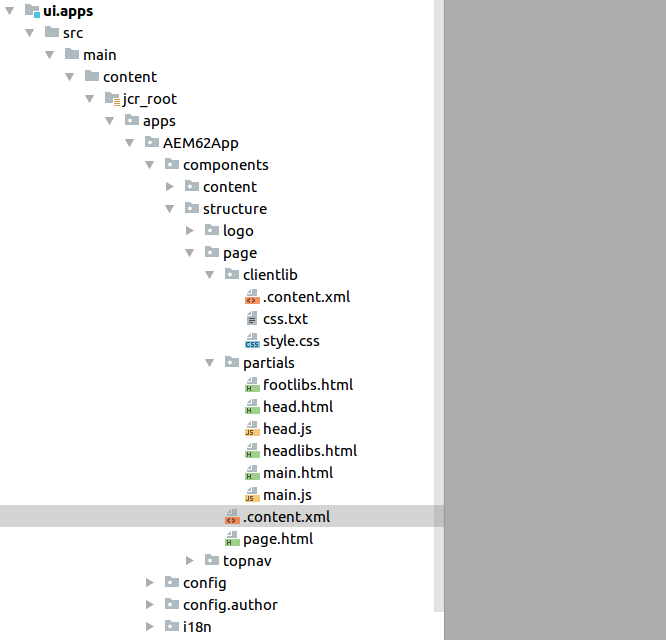 ui.apps
src
main
content
jcr_root
apps
AEM62App
components
content
structure
logo
page
clientlib
.content.xml
css.txt
style.css
partials
footlibs.html
head.html
head.js
headlibs.html
main.html
main.js
.content.xml
page.html
topnav
config
config.author
i18n